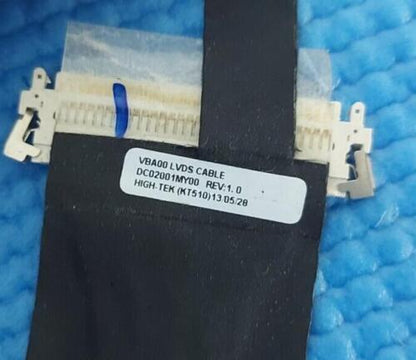 VBA00 LVDS CABLE
DC02001MY00 REV:1.0
HIGH-TEK (KT510)13/05/28